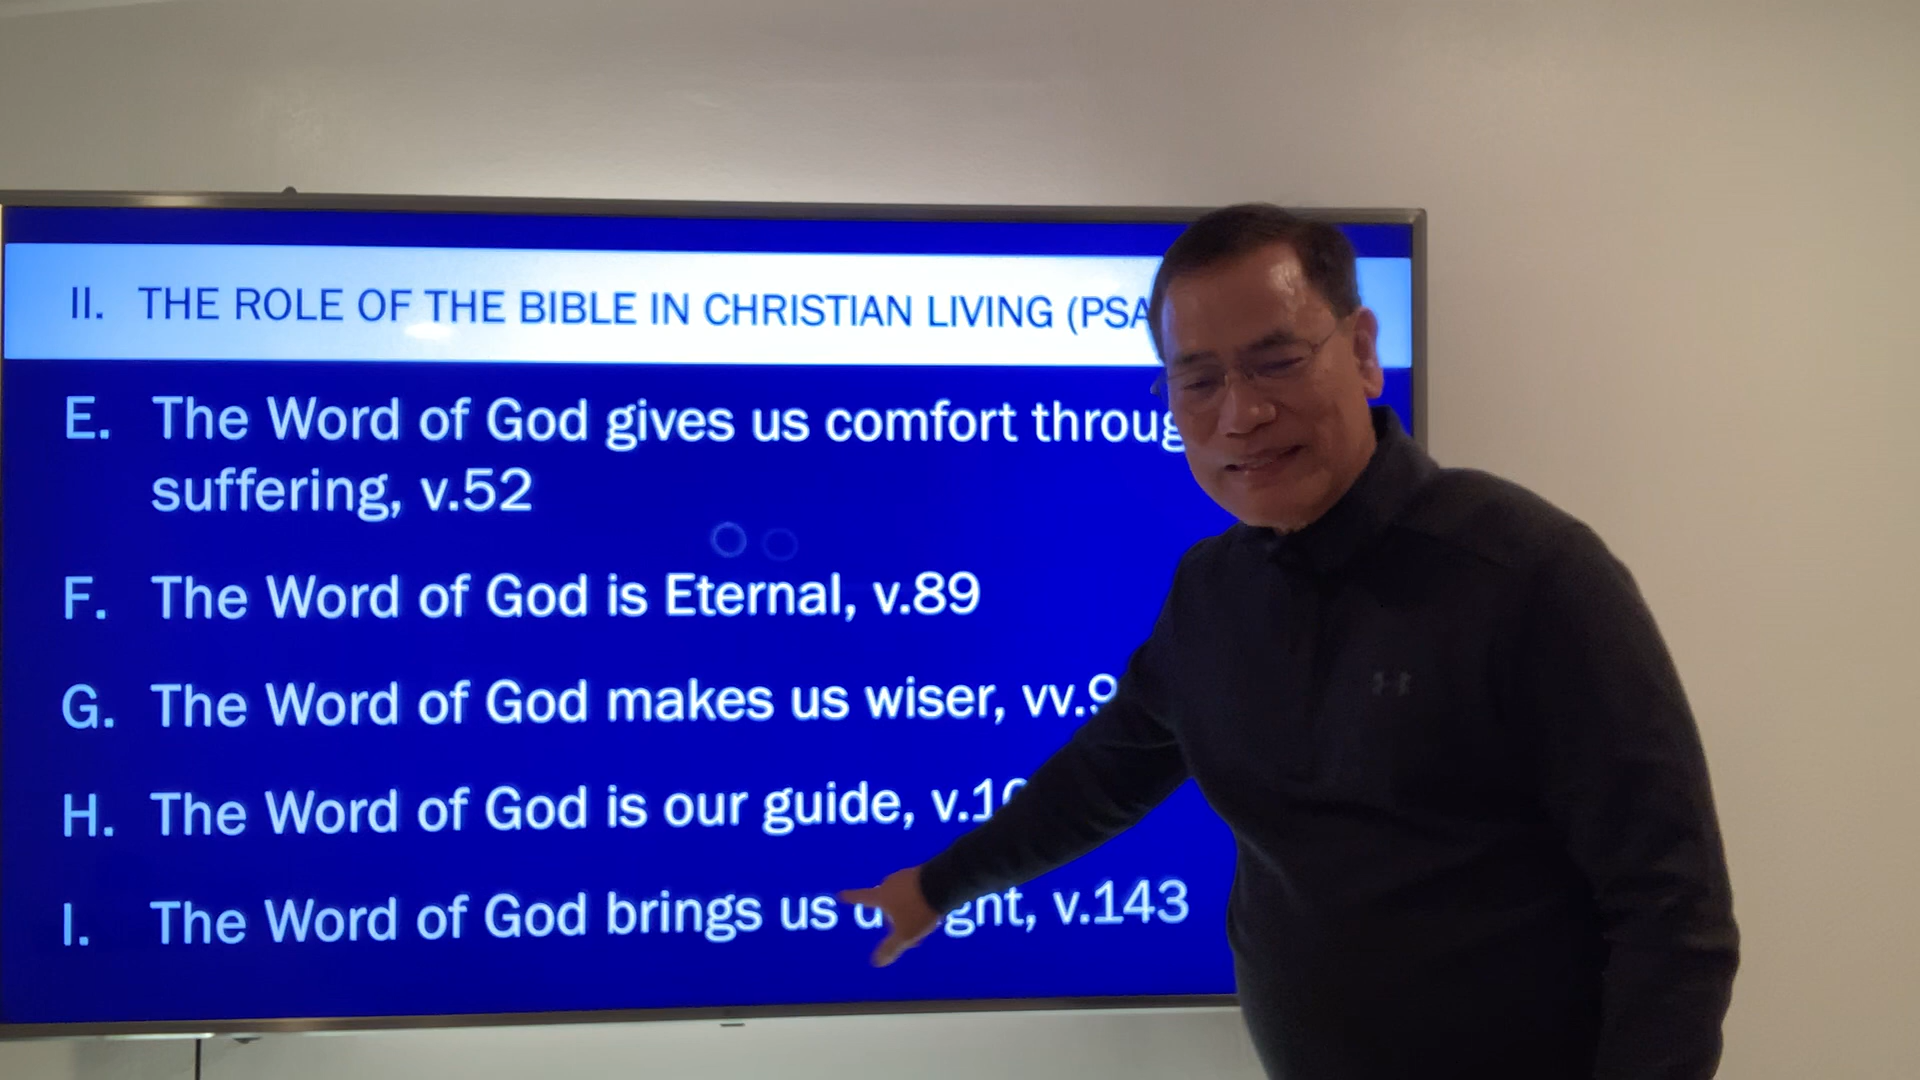 II. THE ROLE OF THE BIBLE IN CHRISTIAN LIVING
E. The Word of God gives us comfort
suffering, v.52
F. The Word of God is Eternal, v.89
G. The Word of God makes us wiser,
H. The Word of God is our guide,
I. The Word of God brings us v.143